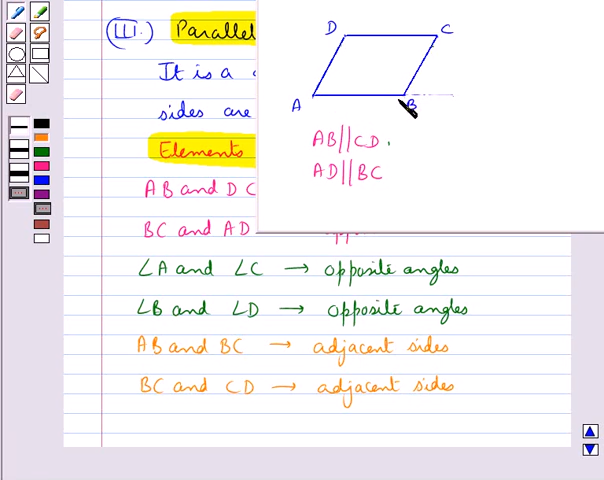 (III.) Parallel
It is a
sides are
Elements
AB and DC
BC and AD
∠A and ∠C → opposite angles
∠B and ∠D → opposite angles
AB and BC → adjacent sides
BC and CD → adjacent sides
D C
A B
AB||CD
AD||BC